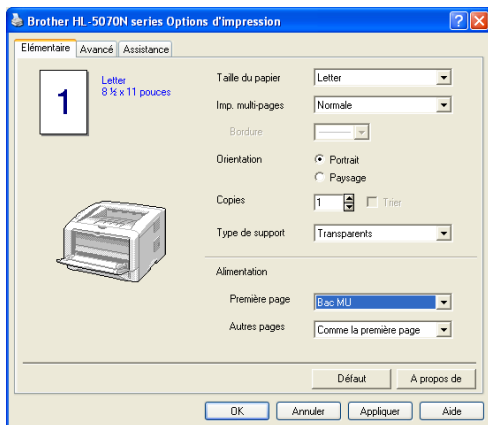 Brother HL-5070N series Options d'impression
Elémentaire Avancé Assistance
1
Letter
8 ½ x 11 pouces
Taille du papier Letter
Imp. multi-pages Normale
Bordure
Orientation Portrait
Paysage
Copies 1 Trier
Type de support Transparents
Alimentation
Première page Bac MU
Autres pages Comme la première page
Défaut A propos de
OK Annuler Appliquer Aide